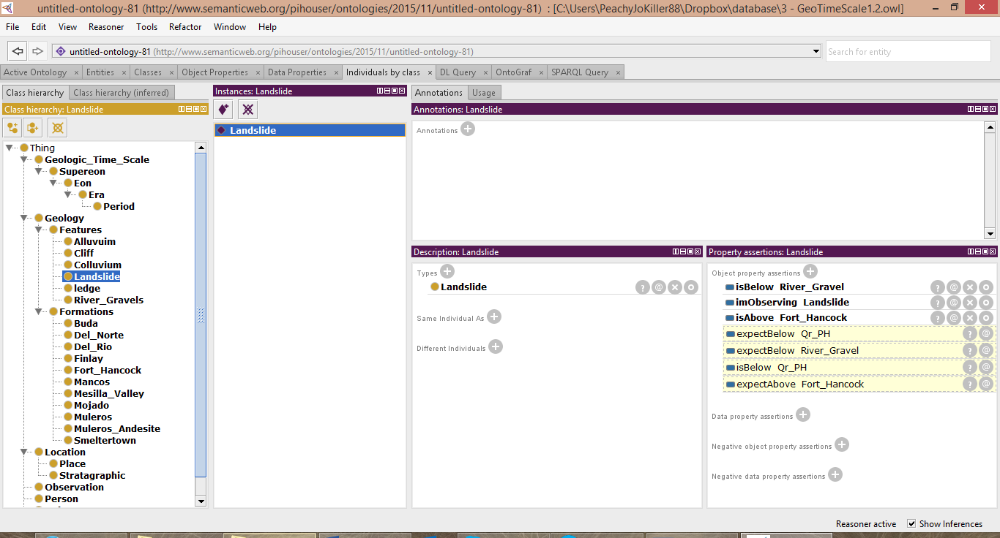 untitled-ontology-81 (http://www.semanticweb.org/pihouser/ontologies/2015/11/untitled-ontology-81) : [C:\Users\PeachyJoKiller88\Dropbox\database\3 - GeoTimeScale1.2.owl]
File Edit View Reasoner Tools Refactor Window Help
untitled-ontology-81 (http://www.semanticweb.org/pihouser/ontologies/2015/11/untitled-ontology-81)
Search for entity
Active Ontology × Entities × Classes × Object Properties × Data Properties × Individuals by class × DL Query × OntoGraf × SPARQL Query ×
Class hierarchy Class hierarchy (inferred)
Class hierarchy: Landslide
Thing
Geologic_Time_Scale
Supereon
Eon
Era
Period
Geology
Features
Alluvuim
Cliff
Colluvium
Landslide
ledge
River_Gravels
Formations
Buda
Del_Norte
Del_Rio
Finlay
Fort_Hancock
Mancos
Mesilla_Valley
Mojado
Muleros
Muleros_Andesite
Smeltertown
Location
Place
Stratagraphic
Observation
Person
Instances: Landslide
Landslide
Annotations Usage
Annotations: Landslide
Annotations
Description: Landslide
Types
Landslide
Same Individual As
Different Individuals
Property assertions: Landslide
Object property assertions
isBelow River_Gravel
imObserving Landslide
isAbove Fort_Hancock
expectBelow Qr_PH
expectBelow River_Gravel
isBelow Qr_PH
expectAbove Fort_Hancock
Data property assertions
Negative object property assertions
Negative data property assertions
Reasoner active Show Inferences